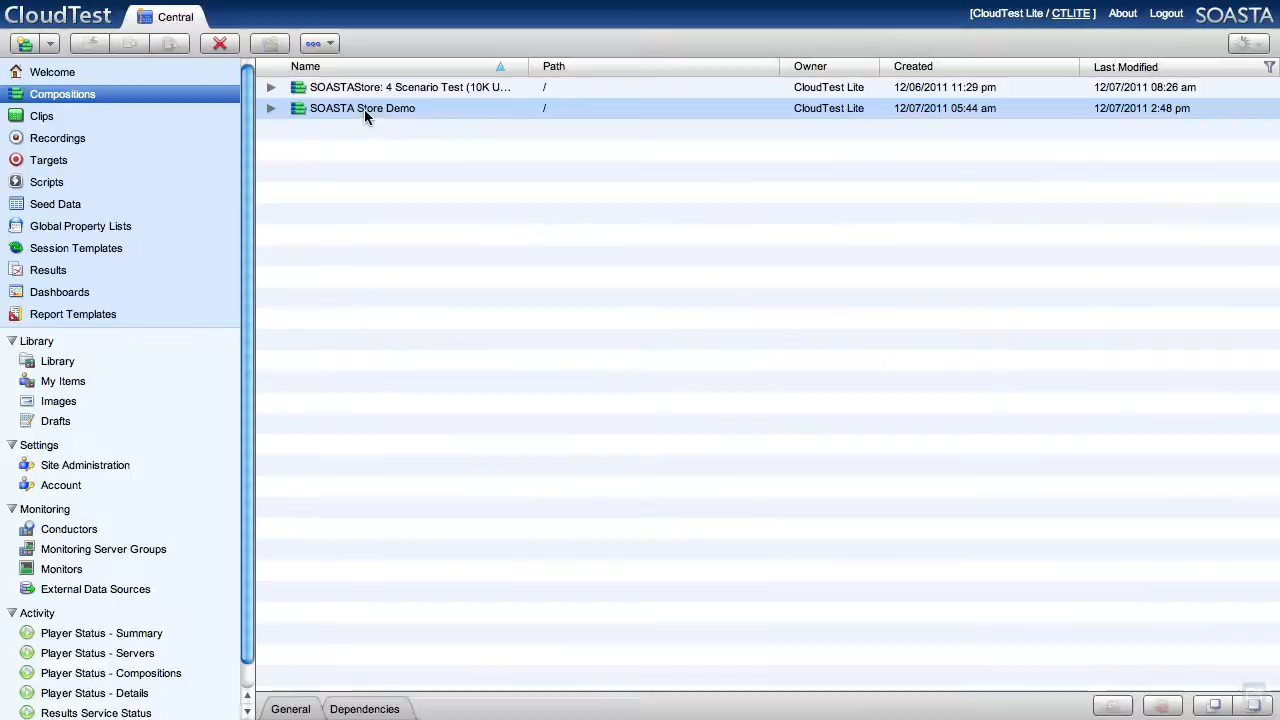 CloudTest Central [CloudTest Lite / CTLITE ] About Logout SOASTA
Name Path Owner Created Last Modified
Welcome
Compositions
Clips
Recordings
Targets
Scripts
Seed Data
Global Property Lists
Session Templates
Results
Dashboards
Report Templates
Library
Library
My Items
Images
Drafts
Settings
Site Administration
Account
Monitoring
Conductors
Monitoring Server Groups
Monitors
External Data Sources
Activity
Player Status - Summary
Player Status - Servers
Player Status - Compositions
Player Status - Details
Results Service Status
SOASTAStore: 4 Scenario Test (10K U... / CloudTest Lite 12/06/2011 11:29 pm 12/07/2011 08:26 am
SOASTA Store Demo / CloudTest Lite 12/07/2011 05:44 am 12/07/2011 2:48 pm
General Dependencies